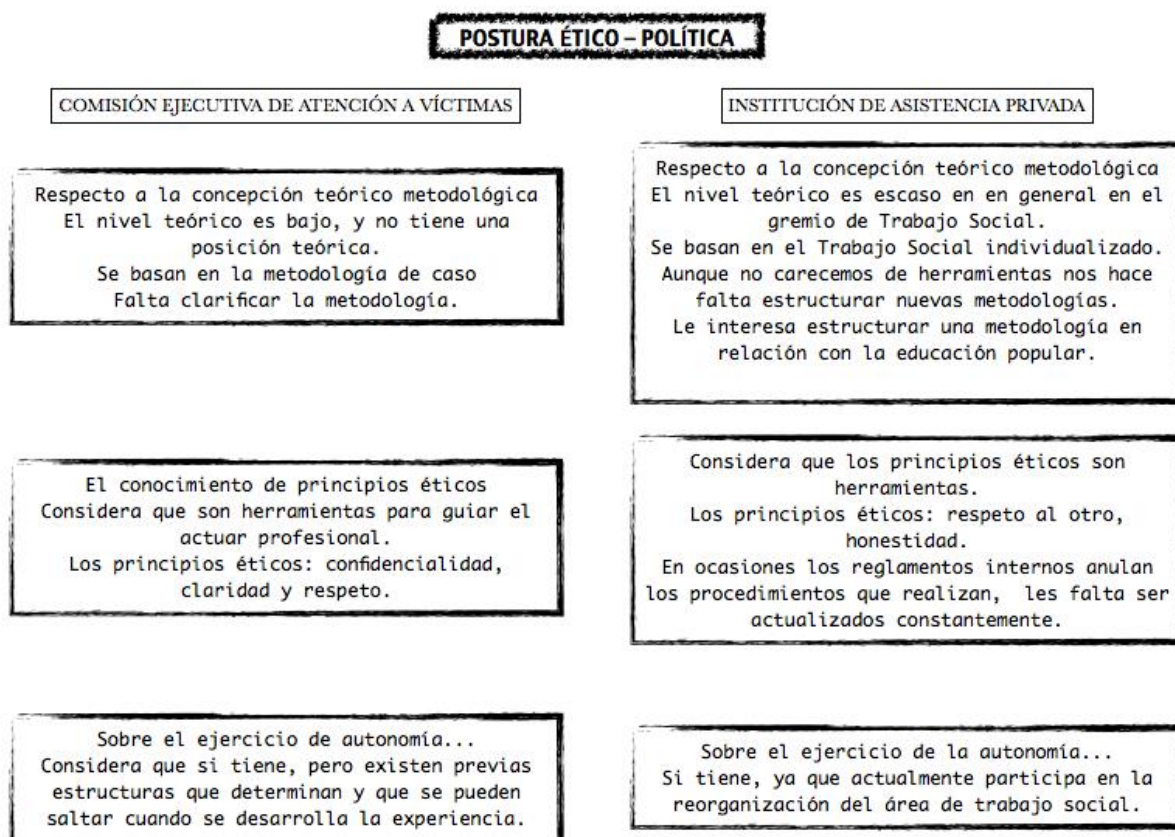 POSTURA ÉTICO – POLÍTICA
COMISIÓN EJECUTIVA DE ATENCIÓN A VÍCTIMAS
Respecto a la concepción teórico metodológica
El nivel teórico es bajo, y no tiene una
posición teórica.
Se basan en la metodología de caso
Falta clarificar la metodología.
El conocimiento de principios éticos
Considera que son herramientas para guiar el
actuar profesional.
Los principios éticos: confidencialidad,
claridad y respeto.
Sobre el ejercicio de autonomía...
Considera que si tiene, pero existen previas
estructuras que determinan y que se pueden
saltar cuando se desarrolla la experiencia.
INSTITUCIÓN DE ASISTENCIA PRIVADA
Respecto a la concepción teórico metodológica
El nivel teórico es escaso en en general en el
gremio de Trabajo Social.
Se basan en el Trabajo Social individualizado.
Aunque no carecemos de herramientas nos hace
falta estructurar nuevas metodologías.
Le interesa estructurar una metodología en
relación con la educación popular.
Considera que los principios éticos son
herramientas.
Los principios éticos: respeto al otro,
honestidad.
En ocasiones los reglamentos internos anulan
los procedimientos que realizan, les falta ser
actualizados constantemente.
Sobre el ejercicio de la autonomía...
Si tiene, ya que actualmente participa en la
reorganización del área de trabajo social.